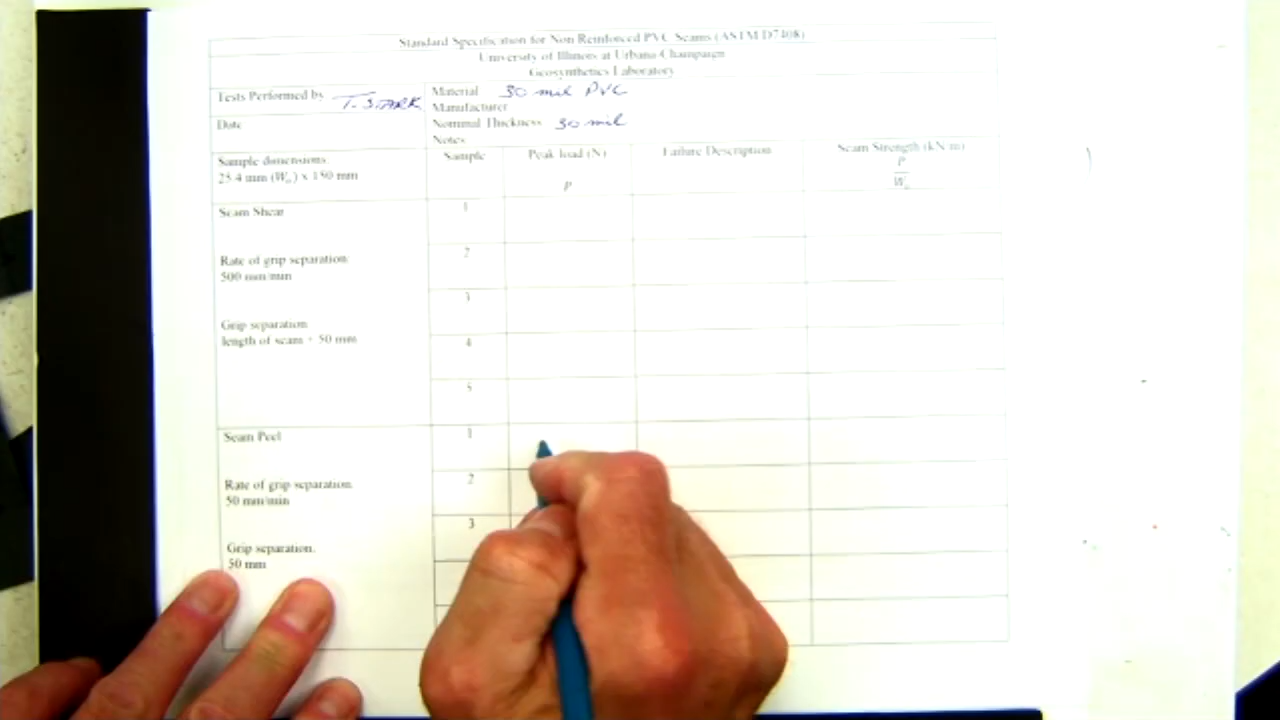 Standard Specification for Non Reinforced PVC Seams (ASTM D7408)
University of Illinois at Urbana-Champaign
Geosynthetics Laboratory
Tests Performed by T. STARK
Date
Material 30 mil PVC
Manufacturer
Nominal Thickness 30 mil
Notes
Sample dimensions:
25.4 mm (Wo) x 150 mm
Sample
Peak load (N)
P
Failure Description
Seam Strength (kN/m)
P
Wo
Seam Shear
Rate of grip separation
500 mm/min
Grip separation
length of seam + 50 mm
1
2
3
4
5
Seam Peel
Rate of grip separation.
50 mm/min
Grip separation.
50 mm
1
2
3